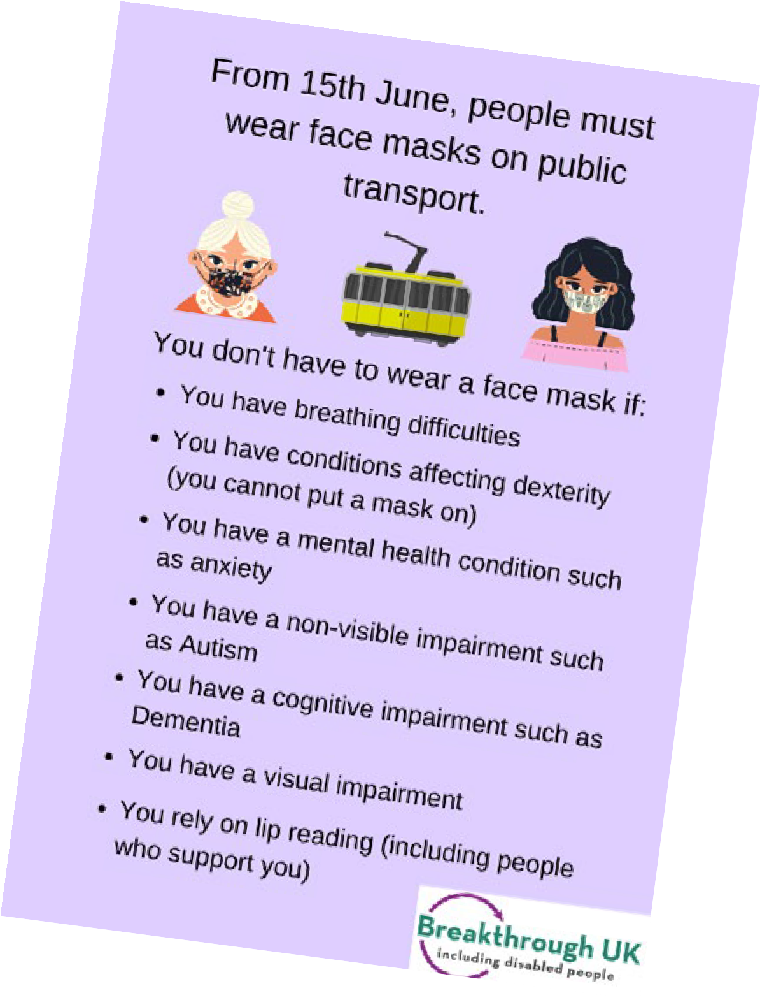 From 15th June, people must
wear face masks on public
transport.
You don't have to wear a face mask if:
• You have breathing difficulties
• You have conditions affecting dexterity
(you cannot put a mask on)
• You have a mental health condition such
as anxiety
• You have a non-visible impairment such
as Autism
• You have a cognitive impairment such as
Dementia
• You have a visual impairment
• You rely on lip reading (including people
who support you)
Breakthrough UK
including disabled people